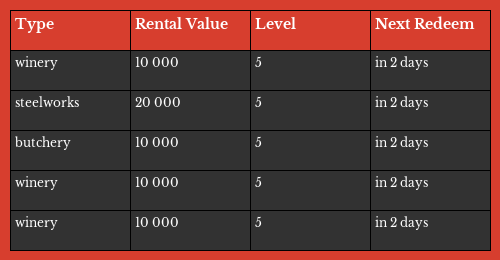 Type Rental Value Level Next Redeem
winery 10 000 5 in 2 days
steelworks 20 000 5 in 2 days
butchery 10 000 5 in 2 days
winery 10 000 5 in 2 days
winery 10 000 5 in 2 days